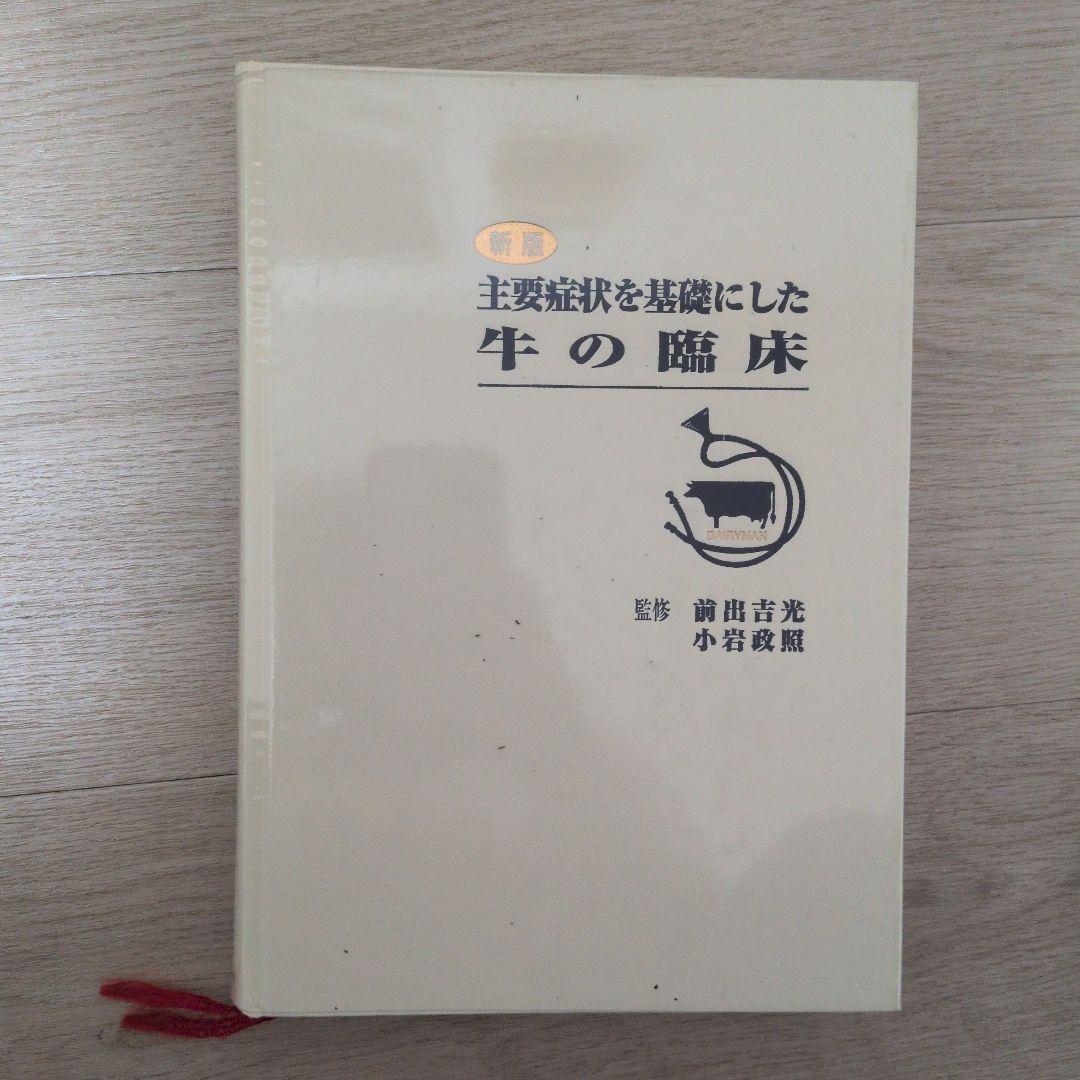 新版
主要症状を基礎にした
牛の臨床
DAIRYMAN
監修 前出吉光
小岩政照